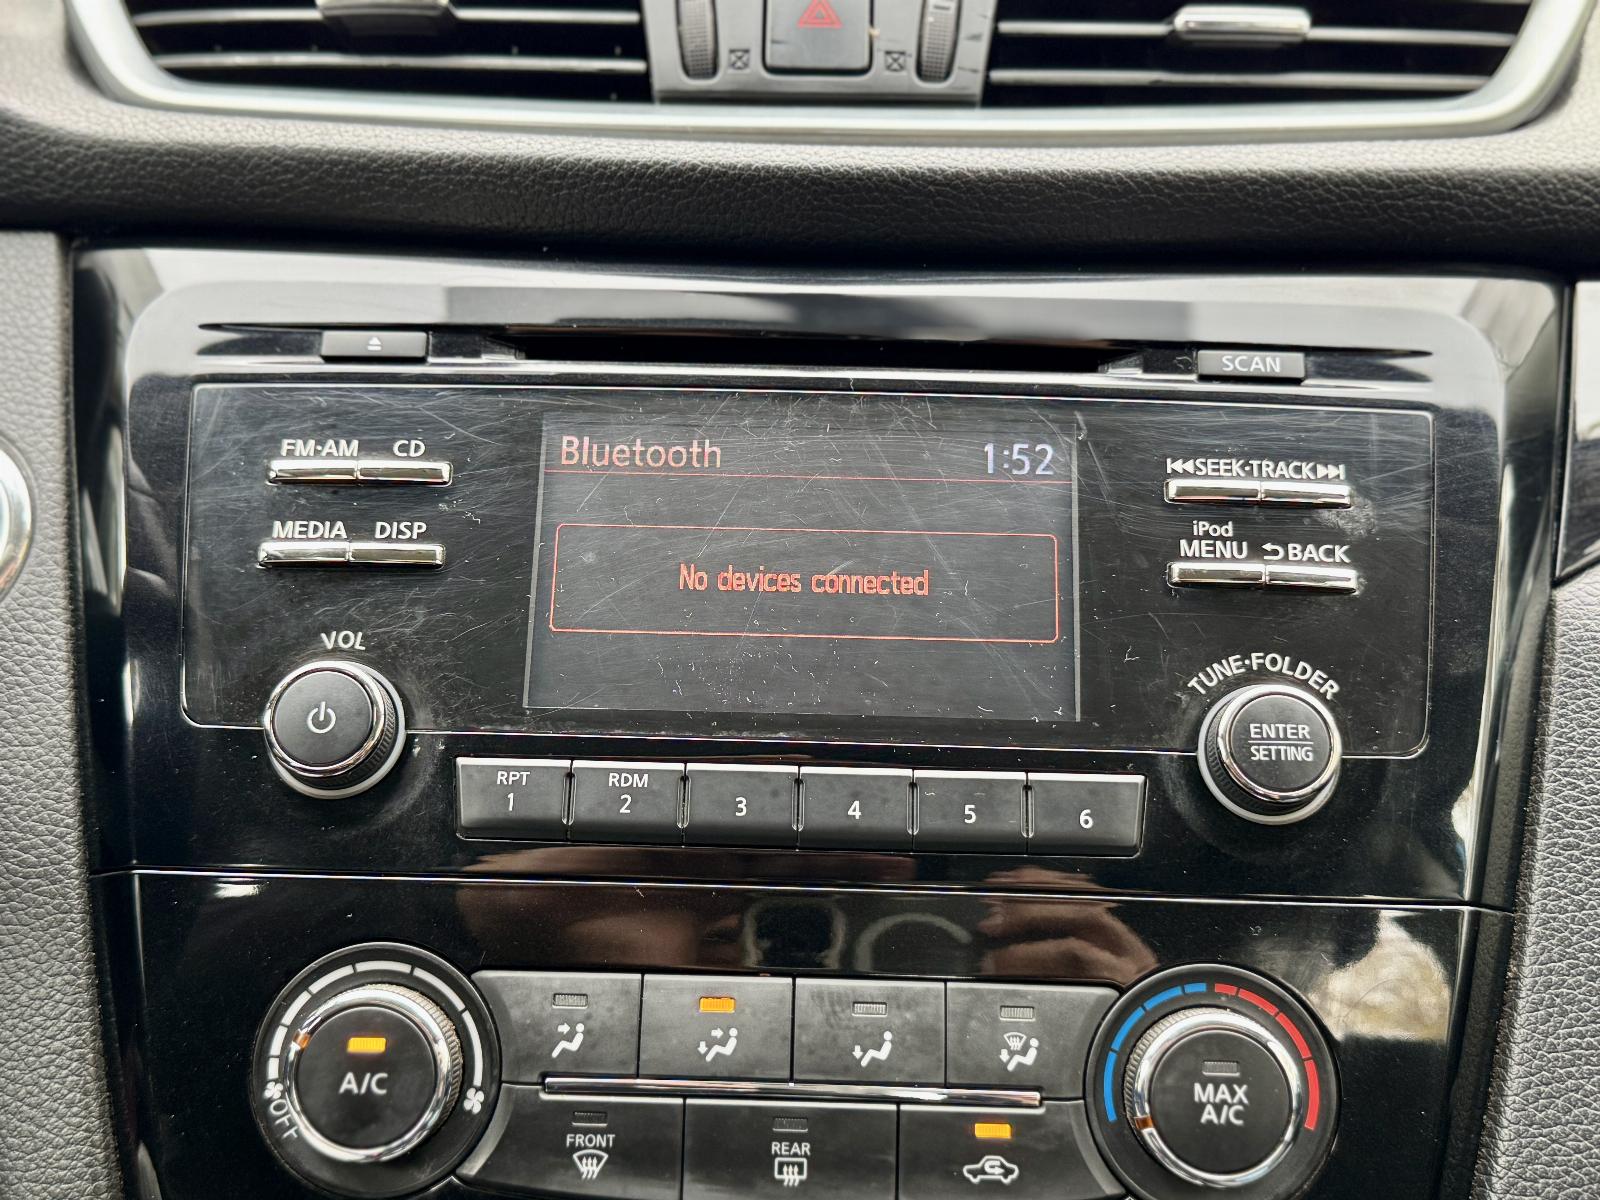 SCAN
FM·AM CD
Bluetooth 1:52
SEEK·TRACK
MEDIA DISP
iPod
MENU BACK
No devices connected
VOL
TUNE·FOLDER
ENTER
SETTING
RPT RDM
1 2 3 4 5 6
A/C
OFF
MAX
A/C
FRONT
REAR